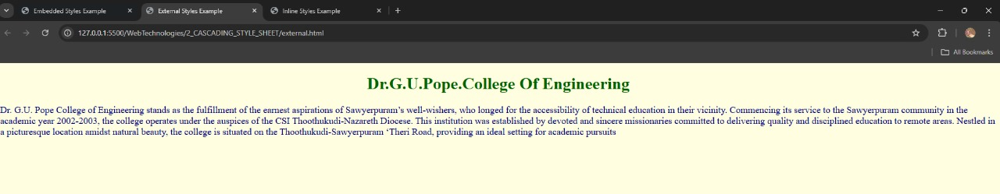 Embedded Styles Example
External Styles Example
Inline Styles Example
127.0.0.1:5500/WebTechnologies/2_CASCADING_STYLE_SHEET/external.html
All Bookmarks
Dr.G.U.Pope.College Of Engineering
Dr. G.U. Pope College of Engineering stands as the fulfillment of the earnest aspirations of Sawyerpuram’s well-wishers, who longed for the accessibility of technical education in their vicinity. Commencing its service to the Sawyerpuram community in the
academic year 2002-2003, the college operates under the auspices of the CSI Thoothukudi-Nazareth Diocese. This institution was established by devoted and sincere missionaries committed to delivering quality and disciplined education to remote areas. Nestled in
a picturesque location amidst natural beauty, the college is situated on the Thoothukudi-Sawyerpuram ‘Theri Road, providing an ideal setting for academic pursuits